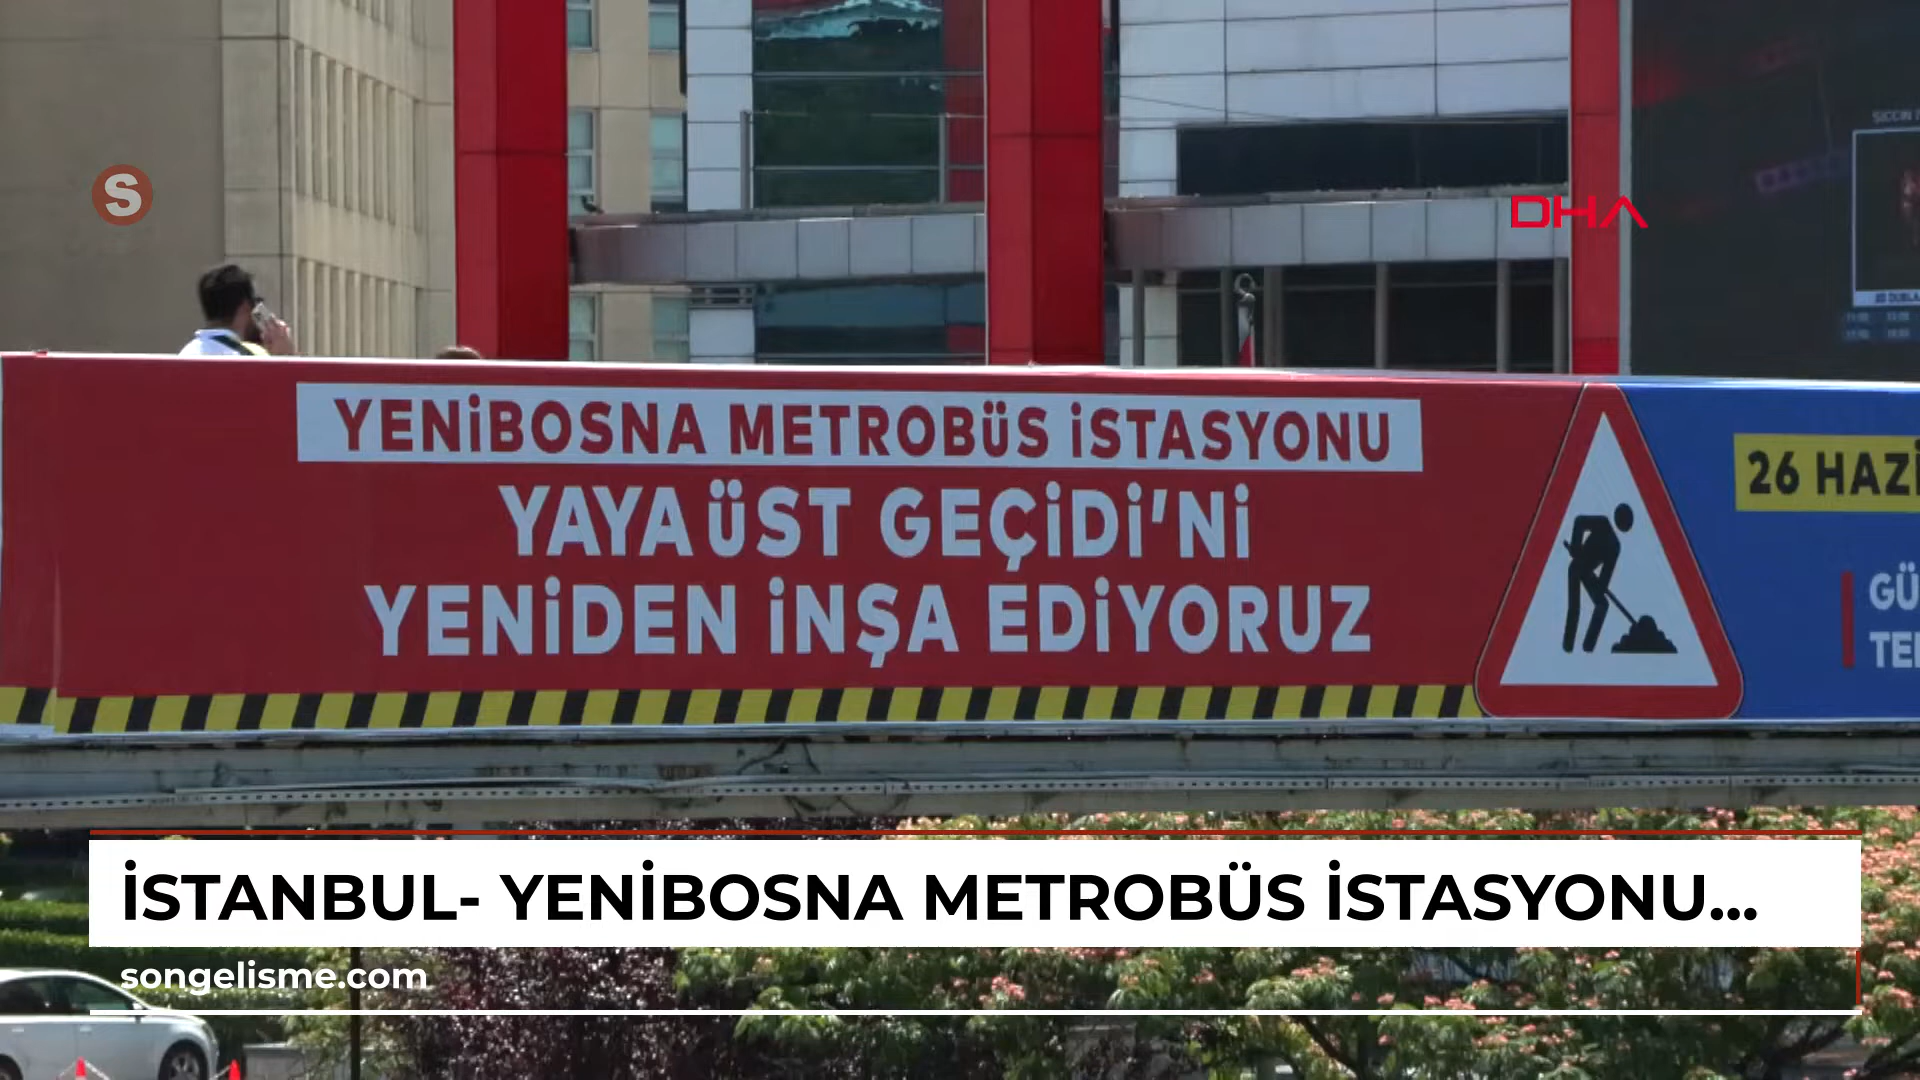 S
DHA
YENİBOSNA METROBÜS İSTASYONU
YAYA ÜST GEÇİDİ'Nİ
YENİDEN İNŞA EDİYORUZ
26
İSTANBUL- YENİBOSNA METROBÜS İSTASYONU...
songelisme.com